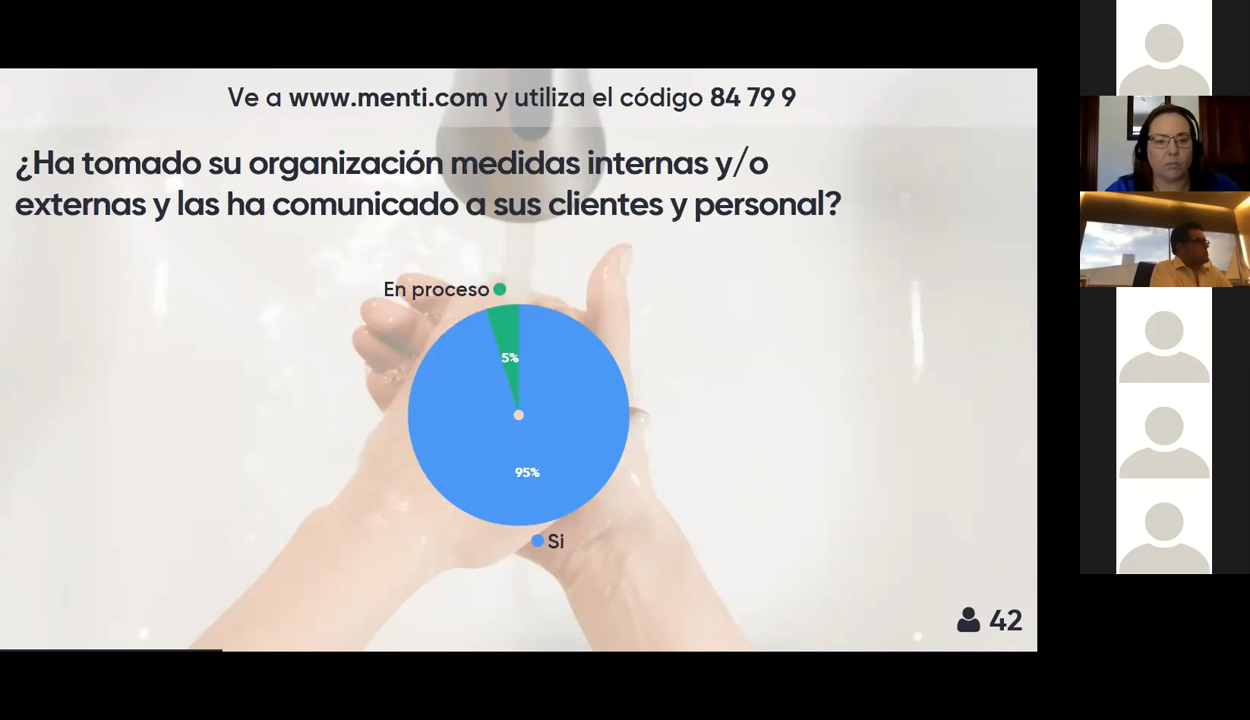 Ve a www.menti.com y utiliza el código 84 79 9
¿Ha tomado su organización medidas internas y/o
externas y las ha comunicado a sus clientes y personal?
En proceso
5%
95%
Si
42